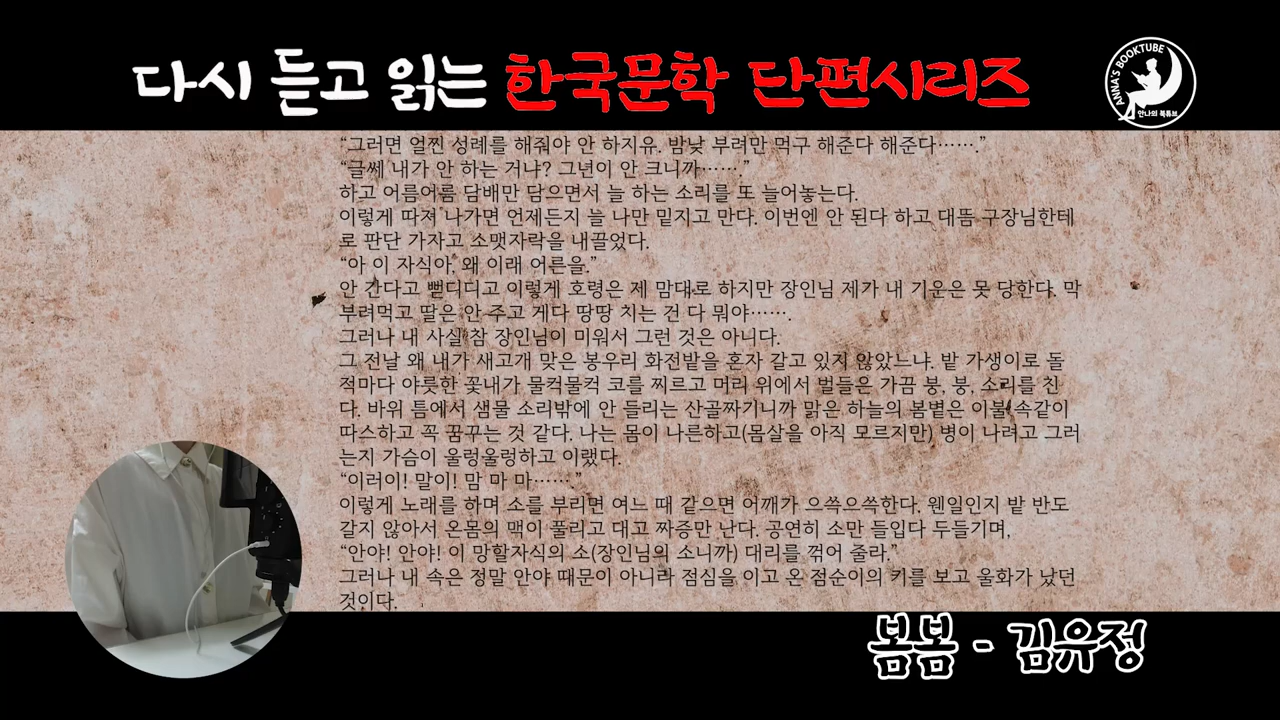 다시 듣고 읽는 한국문학 단편시리즈
ANNA'S BOOKTUBE
안나의 북튜브
“그러면 얼찐 성례를 해줘야 안 하지유. 밤낮 부려만 먹구 해준다 해준다…….”
“글쎄 내가 안 하는 거냐? 그년이 안 크니까…….”
하고 어름어름 담배만 담으면서 늘 하는 소리를 또 늘어놓는다.
이렇게 따져 나가면 언제든지 늘 나만 밑지고 만다. 이번엔 안 된다 하고 대뜸 구장님한테
로 판단 가자고 소맷자락을 내끌었다.
“아 이 자식아, 왜 이래 어른을.”
안 간다고 뻗디디고 이렇게 호령은 제 맘대로 하지만 장인님 제가 내 기운은 못 당한다. 막
부려먹고 딸은 안 주고 게다 땅땅 치는 건 다 뭐야…….
그러나 내 사실 참 장인님이 미워서 그런 것은 아니다.
그 전날 왜 내가 새고개 맞은 봉우리 화전밭을 혼자 갈고 있지 않았느냐. 밭 가생이로 돌
적마다 야릇한 꽃내가 물컥물컥 코를 찌르고 머리 위에서 벌들은 가끔 붕, 붕, 소리를 친
다. 바위 틈에서 샘물 소리밖에 안 들리는 산골짜기니까 맑은 하늘의 봄볕은 이불 속같이
따스하고 꼭 꿈꾸는 것 같다. 나는 몸이 나른하고(몸살을 아직 모르지만) 병이 나려고 그러
는지 가슴이 울렁울렁하고 이랬다.
“이러이! 말이! 맘 마 마…….”
이렇게 노래를 하며 소를 부리면 여느 때 같으면 어깨가 으쓱으쓱한다. 웬일인지 밭 반도
갈지 않아서 온몸의 맥이 풀리고 대고 짜증만 난다. 공연히 소만 들입다 두들기며,
“안야! 안야! 이 망할자식의 소(장인님의 소니까) 대리를 꺾어 줄라.”
그러나 내 속은 정말 안야 때문이 아니라 점심을 이고 온 점순이의 키를 보고 울화가 났던
것이다.
봄봄 - 김유정